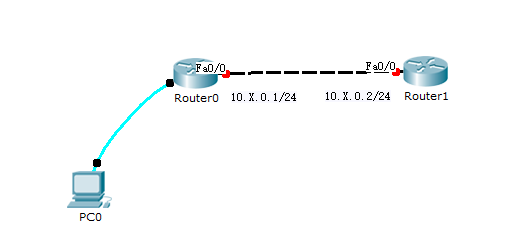 Fa0/0
Fa0/0
Router0
10.X.0.1/24
10.X.0.2/24
Router1
PC0